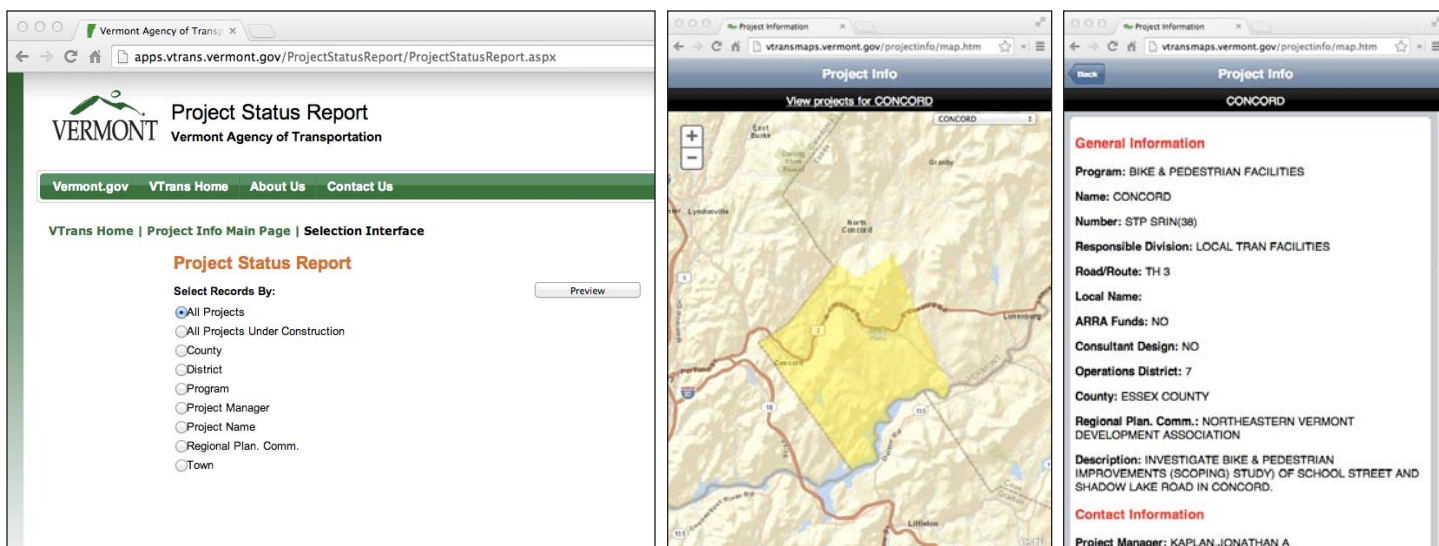 Vermont Agency of Transp
apps.vtrans.vermont.gov/ProjectStatusReport/ProjectStatusReport.aspx
VERMONT
Project Status Report
Vermont Agency of Transportation
Vermont.gov VTrans Home About Us Contact Us
VTrans Home | Project Info Main Page | Selection Interface
Project Status Report
Select Records By:
Preview
All Projects
All Projects Under Construction
County
District
Program
Project Manager
Project Name
Regional Plan. Comm.
Town
Project Information
vtransmaps.vermont.gov/projectinfo/map.htm
Project Info
View projects for CONCORD
CONCORD
+
−
East
Burke
Granby
Lyndonville
North
Concord
5
2
Lunenburg
Concord
VERMONT
93
18
135
Littleton
135
Project Information
vtransmaps.vermont.gov/projectinfo/map.htm
Back
Project Info
CONCORD
General Information
Program: BIKE & PEDESTRIAN FACILITIES
Name: CONCORD
Number: STP SRIN(38)
Responsible Division: LOCAL TRAN FACILITIES
Road/Route: TH 3
Local Name:
ARRA Funds: NO
Consultant Design: NO
Operations District: 7
County: ESSEX COUNTY
Regional Plan. Comm.: NORTHEASTERN VERMONT
DEVELOPMENT ASSOCIATION
Description: INVESTIGATE BIKE & PEDESTRIAN
IMPROVEMENTS (SCOPING) STUDY) OF SCHOOL STREET AND
SHADOW LAKE ROAD IN CONCORD.
Contact Information
Project Manager: KAPLAN,JONATHAN A